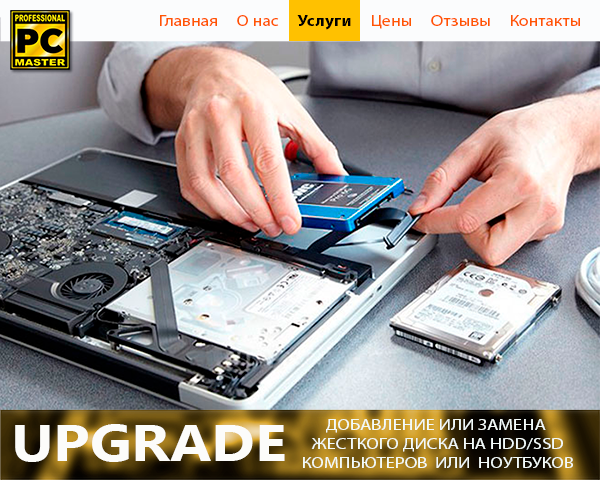 PROFESSIONAL
PC
MASTER
Главная О нас Услуги Цены Отзывы Контакты
UPGRADE
ДОБАВЛЕНИЕ ИЛИ ЗАМЕНА
ЖЕСТКОГО ДИСКА НА HDD/SSD
КОМПЬЮТЕРОВ ИЛИ НОУТБУКОВ